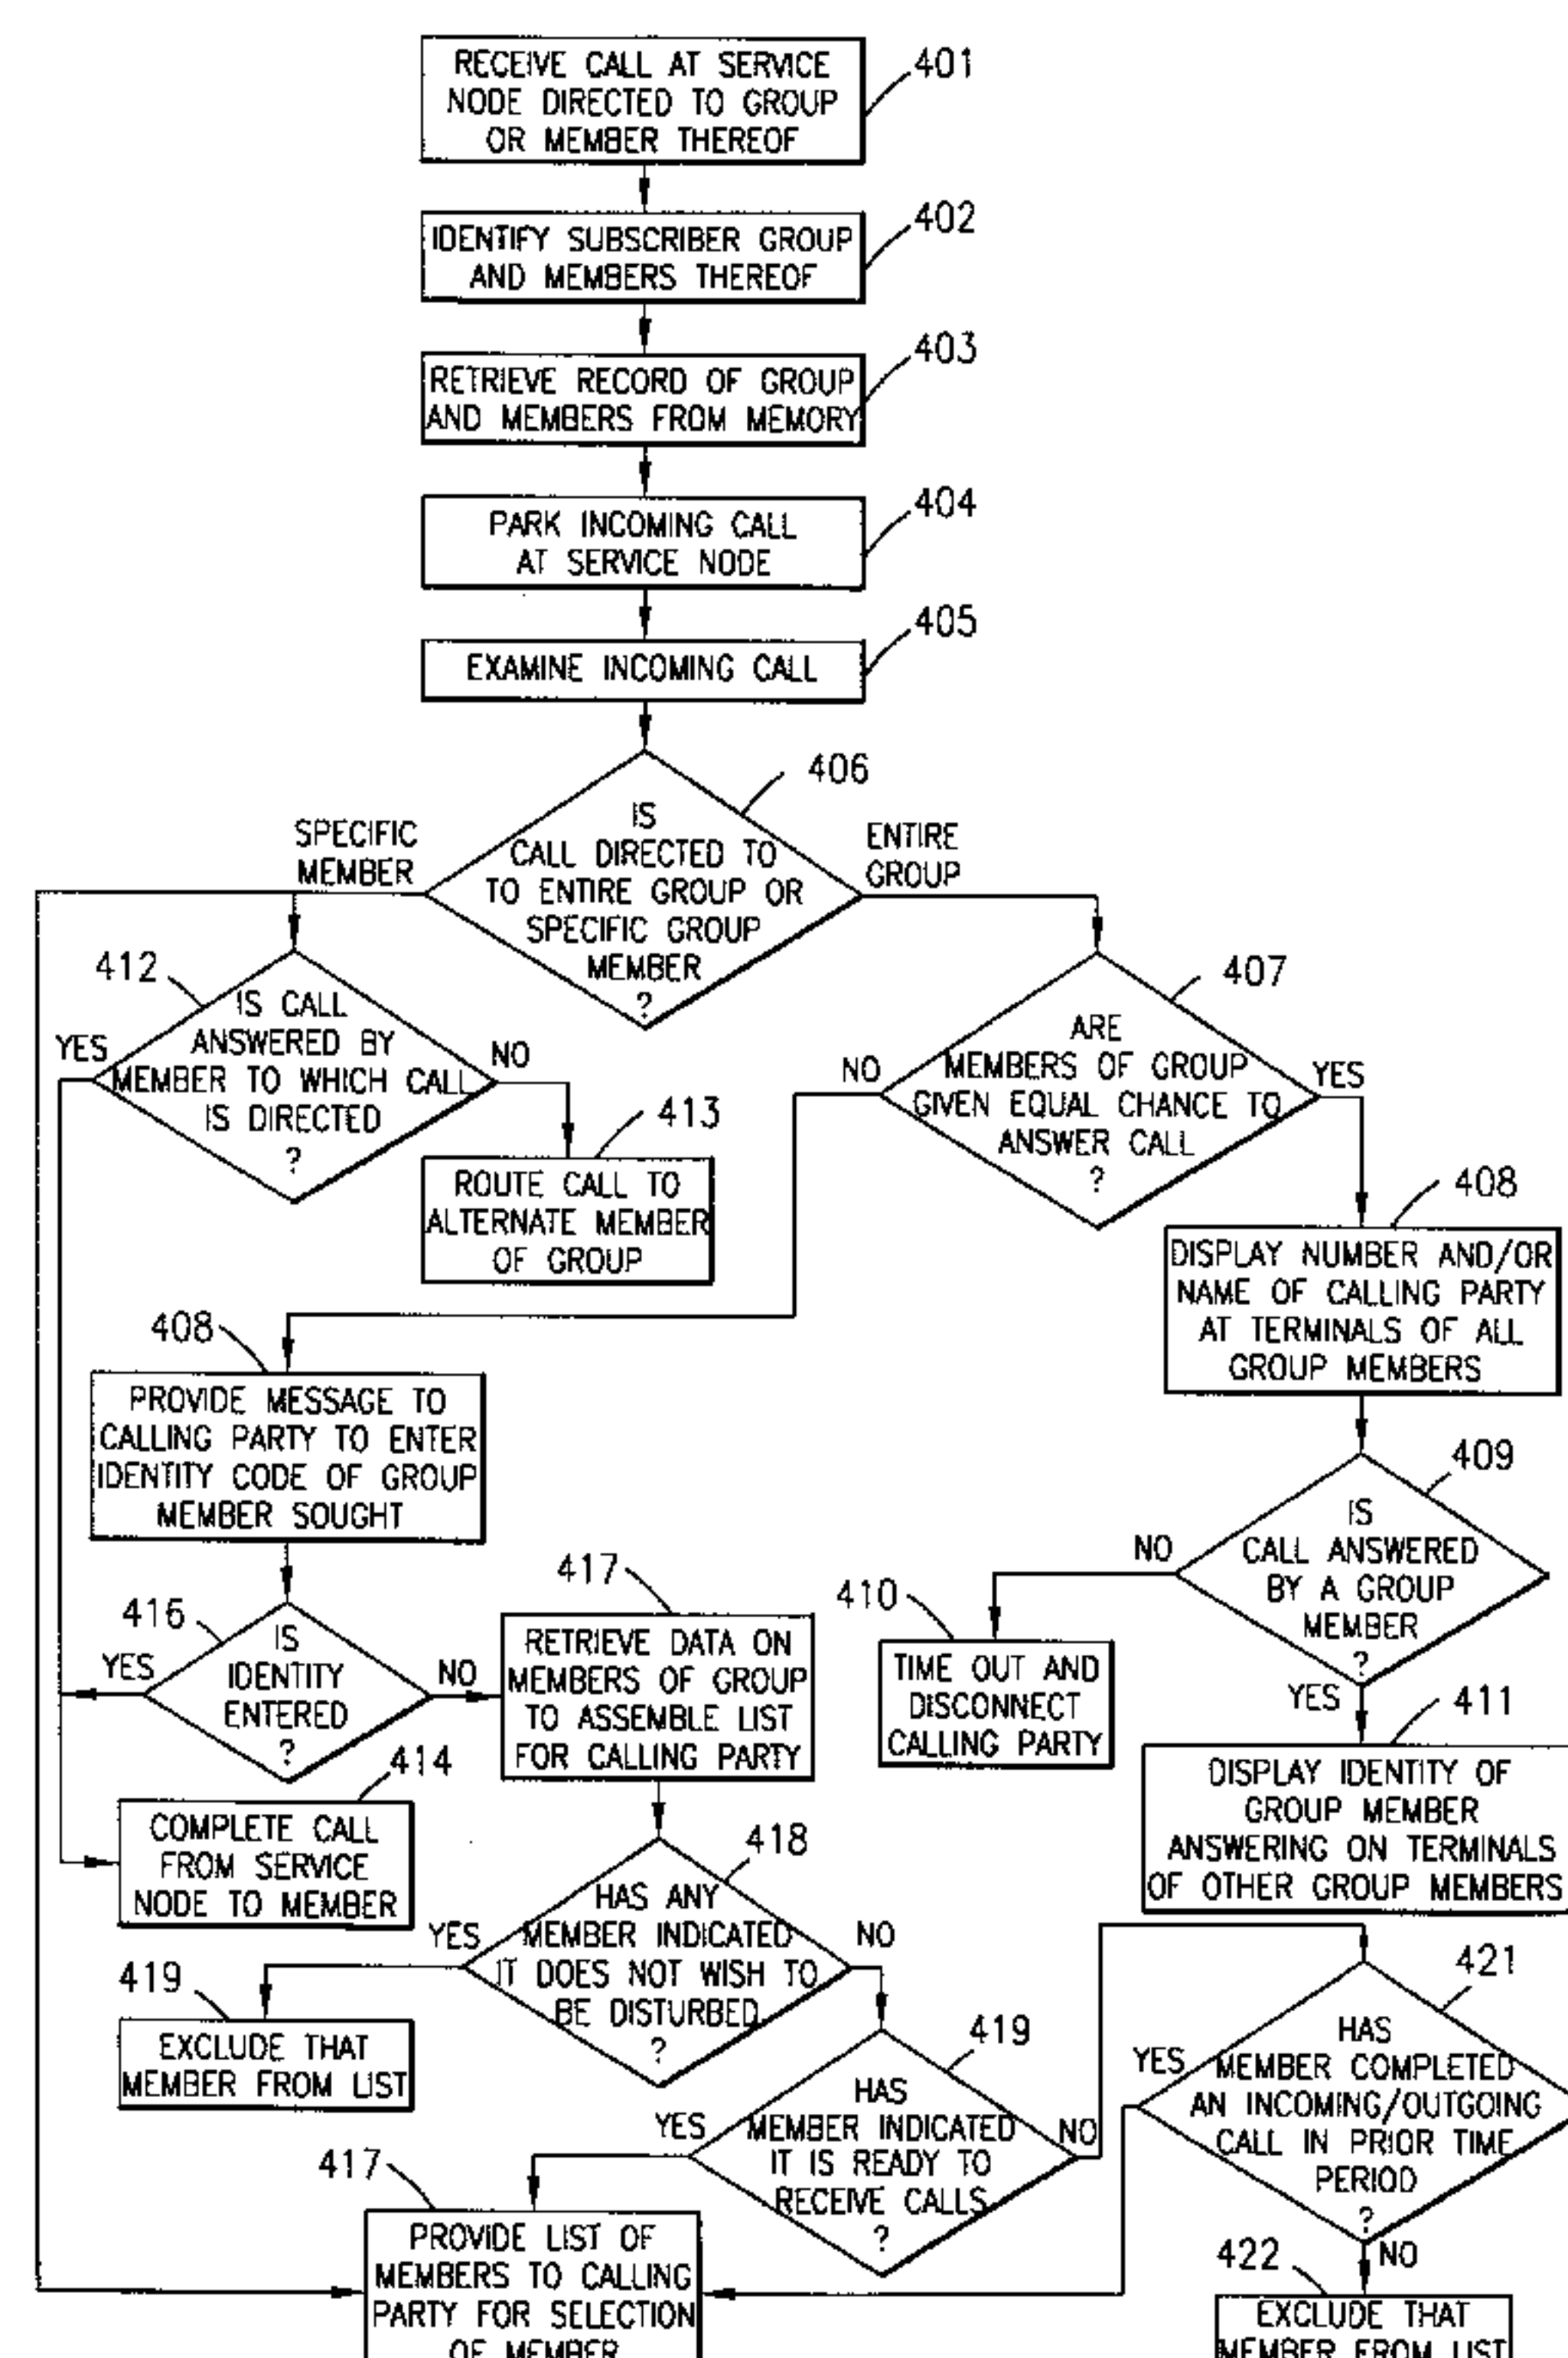 RECEIVE CALL AT SERVICE
NODE DIRECTED TO GROUP
OR MEMBER THEREOF
401
IDENTIFY SUBSCRIBER GROUP
AND MEMBERS THEREOF
402
RETRIEVE RECORD OF GROUP
AND MEMBERS FROM MEMORY
403
PARK INCOMING CALL
AT SERVICE NODE
404
EXAMINE INCOMING CALL
405
406
IS
CALL DIRECTED TO
TO ENTIRE GROUP OR
SPECIFIC GROUP
MEMBER
?
SPECIFIC
MEMBER
ENTIRE
GROUP
412
IS CALL
ANSWERED BY
MEMBER TO WHICH CALL
IS DIRECTED
?
YES
NO
413
ROUTE CALL TO
ALTERNATE MEMBER
OF GROUP
407
ARE
MEMBERS OF GROUP
GIVEN EQUAL CHANCE TO
ANSWER CALL
?
NO
YES
408
DISPLAY NUMBER AND/OR
NAME OF CALLING PARTY
AT TERMINALS OF ALL
GROUP MEMBERS
408
PROVIDE MESSAGE TO
CALLING PARTY TO ENTER
IDENTITY CODE OF GROUP
MEMBER SOUGHT
409
IS
CALL ANSWERED
BY A GROUP
MEMBER
?
NO
YES
410
TIME OUT AND
DISCONNECT
CALLING PARTY
411
DISPLAY IDENTITY OF
GROUP MEMBER
ANSWERING ON TERMINALS
OF OTHER GROUP MEMBERS
416
IS
IDENTITY
ENTERED
?
YES
NO
417
RETRIEVE DATA ON
MEMBERS OF GROUP
TO ASSEMBLE LIST
FOR CALLING PARTY
414
COMPLETE CALL
FROM SERVICE
NODE TO MEMBER
418
HAS ANY
MEMBER INDICATED
IT DOES NOT WISH TO
BE DISTURBED
?
YES
NO
419
EXCLUDE THAT
MEMBER FROM LIST
419
HAS
MEMBER INDICATED
IT IS READY TO
RECEIVE CALLS
?
YES
NO
421
HAS
MEMBER COMPLETED
AN INCOMING/OUTGOING
CALL IN PRIOR TIME
PERIOD
?
YES
NO
417
PROVIDE LIST OF
MEMBERS TO CALLING
PARTY FOR SELECTION
OF MEMBER
422
EXCLUDE THAT
MEMBER FROM LIST